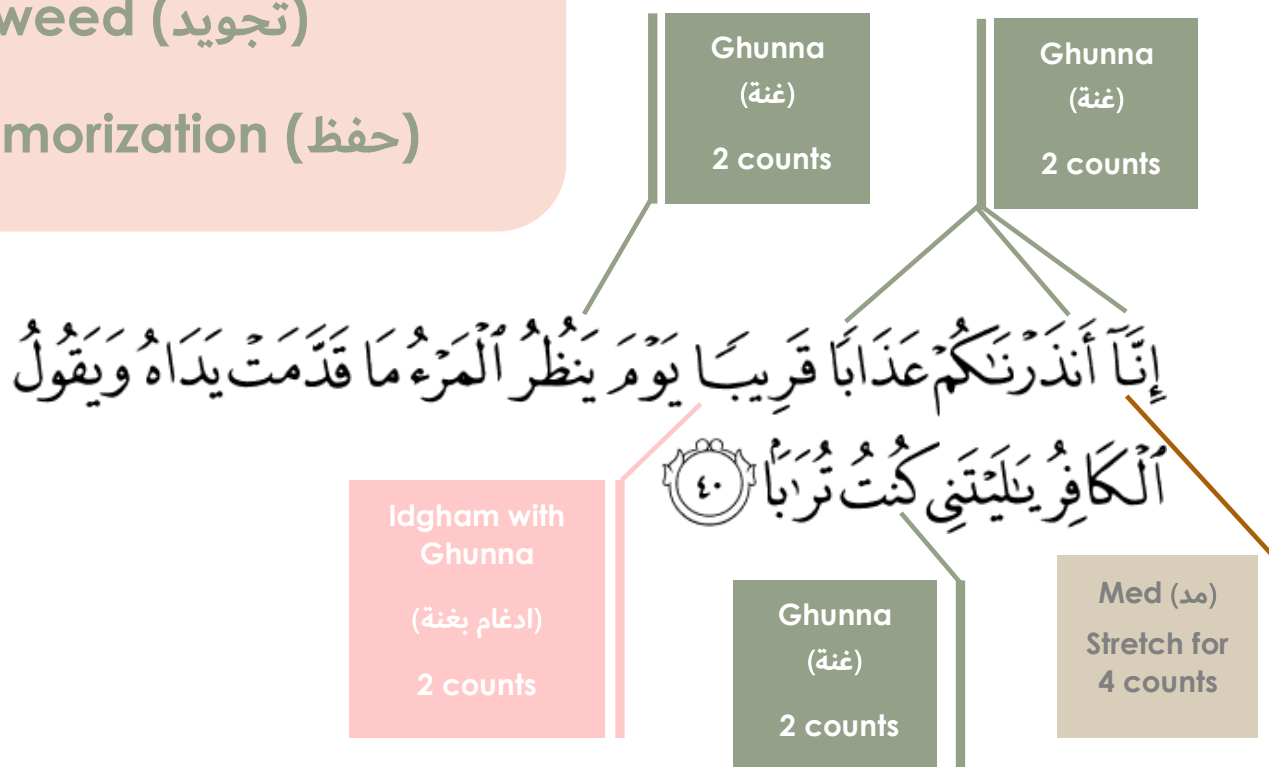 weed (تجويد)
morization (حفظ)
Ghunna
(غنة)
2 counts
Ghunna
(غنة)
2 counts
إِنَّآ أَنذَرْنَـٰكُمْ عَذَابًا قَرِيبًا يَوْمَ يَنظُرُ ٱلْمَرْءُ مَا قَدَّمَتْ يَدَاهُ وَيَقُولُ
ٱلْكَافِرُ يَـٰلَيْتَنِى كُنتُ تُرَٰبًۢا ٤٠
Idgham with
Ghunna
(ادغام بغنة)
2 counts
Ghunna
(غنة)
2 counts
Med (مد)
Stretch for
4 counts